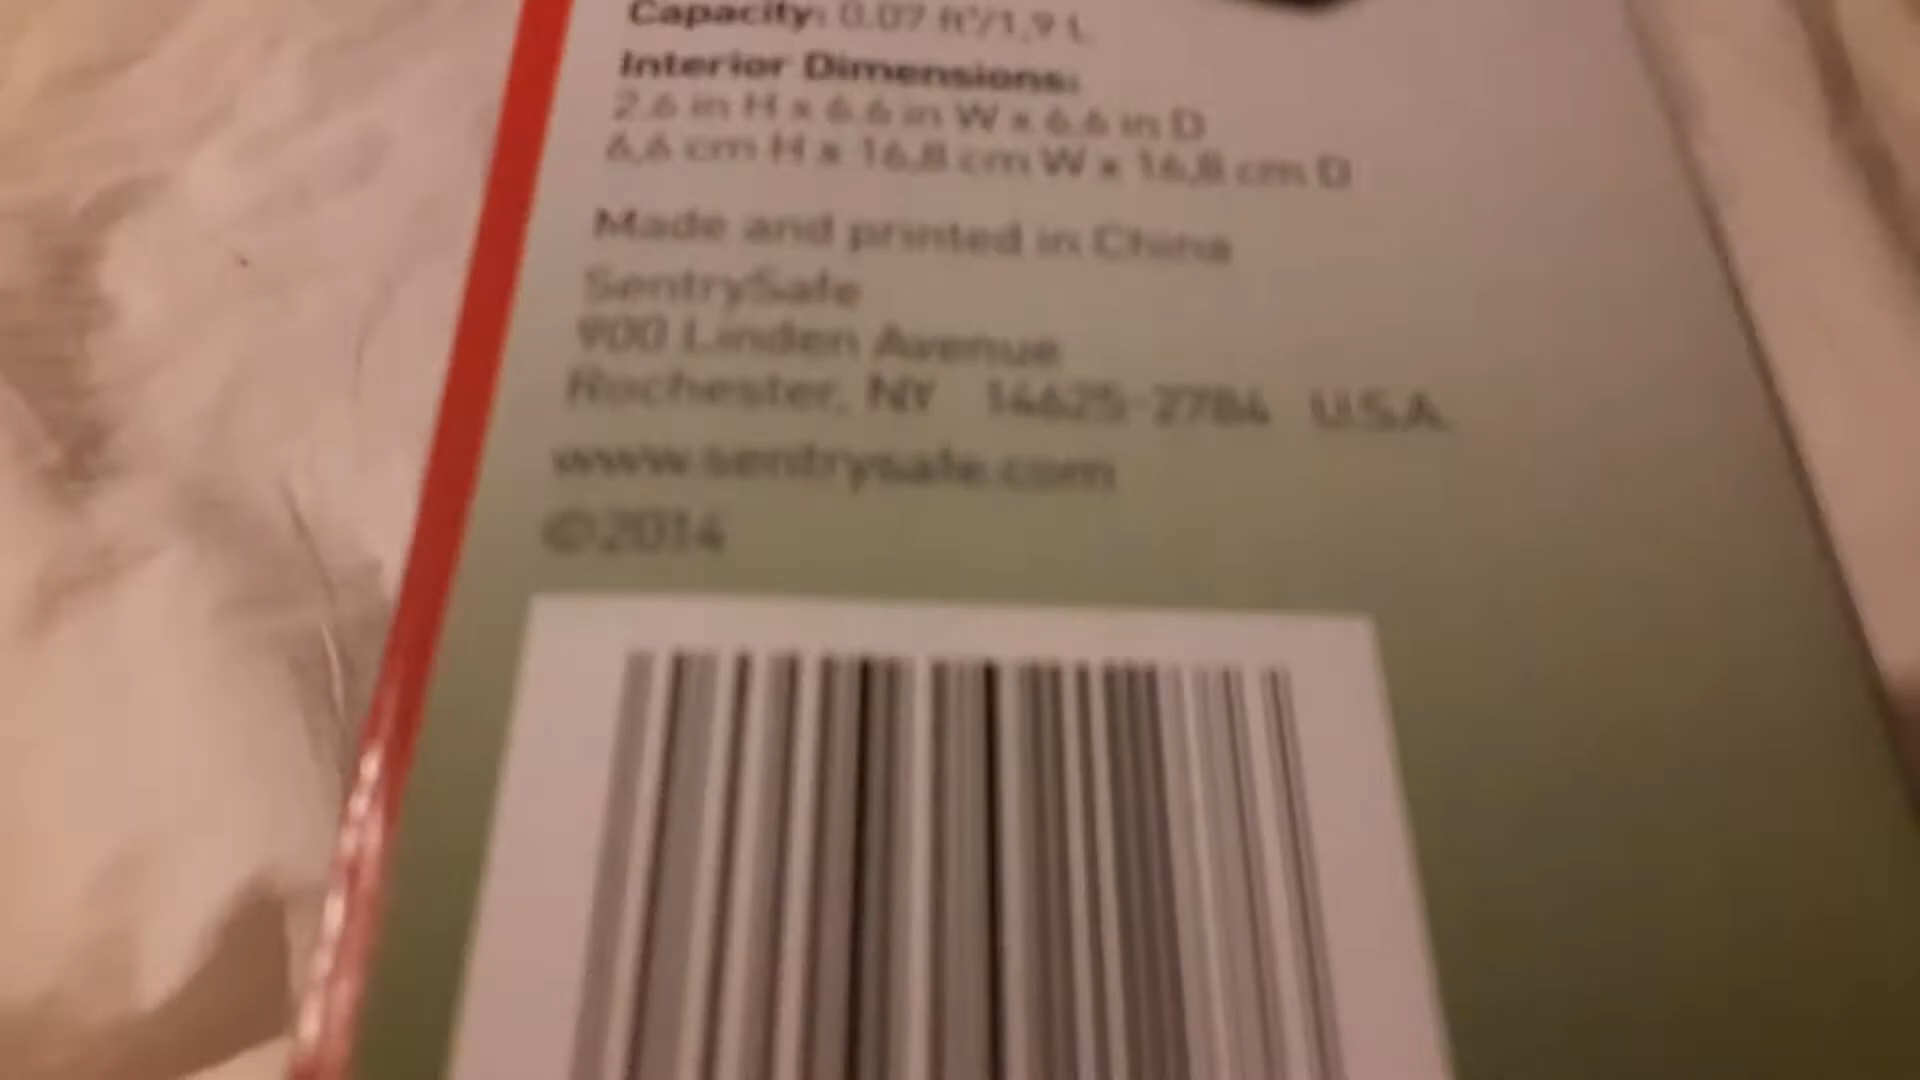 Capacity: 0.07 ft³/1,9 L
Interior Dimensions:
2.6 in H x 6.6 in W x 6.6 in D
6,6 cm H x 16,8 cm W x 16,8 cm D
Made and printed in China
SentrySafe
900 Linden Avenue
Rochester, NY 14625-2784 U.S.A.
www.sentrysafe.com
©2014